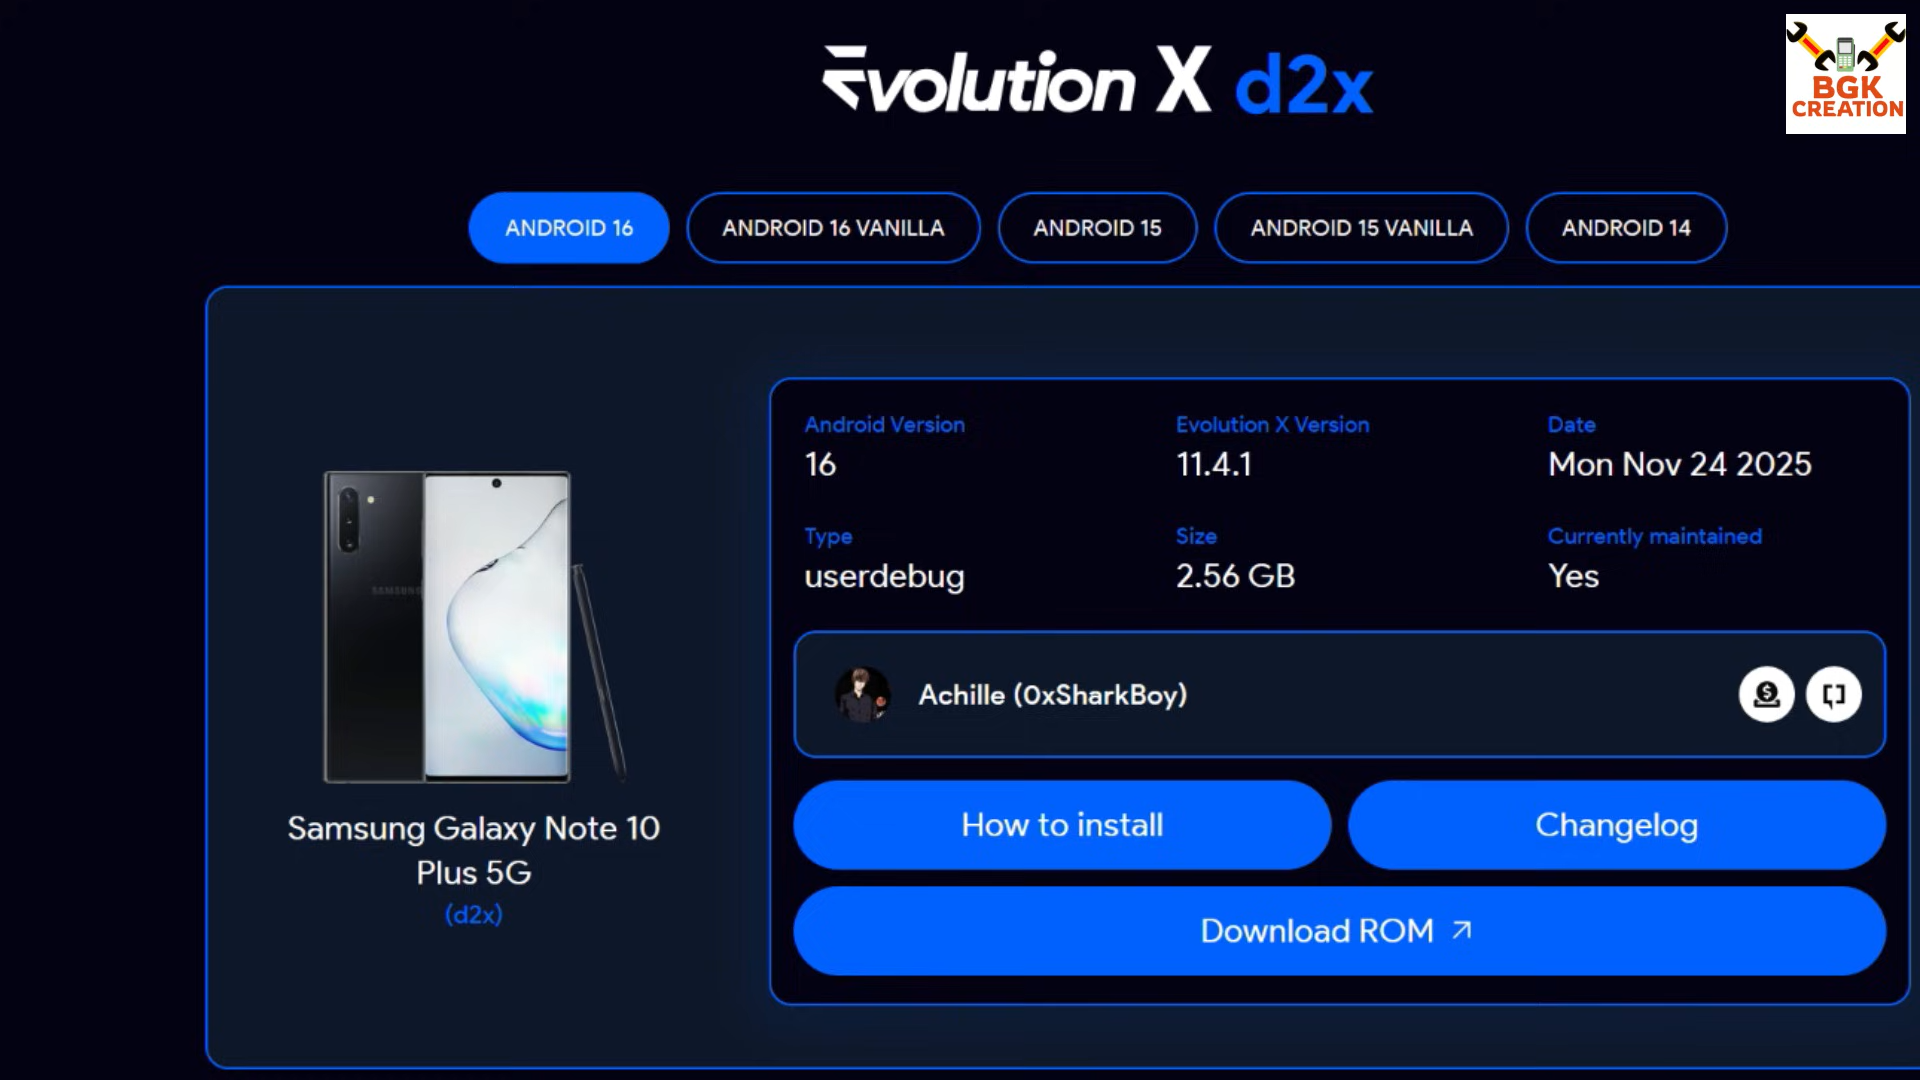 Evolution X d2x
BGK
CREATION
ANDROID 16
ANDROID 16 VANILLA
ANDROID 15
ANDROID 15 VANILLA
ANDROID 14
Android Version
16
Evolution X Version
11.4.1
Date
Mon Nov 24 2025
Type
userdebug
Size
2.56 GB
Currently maintained
Yes
SAMSUNG
Achille (0xSharkBoy)
Samsung Galaxy Note 10
Plus 5G
(d2x)
How to install
Changelog
Download ROM